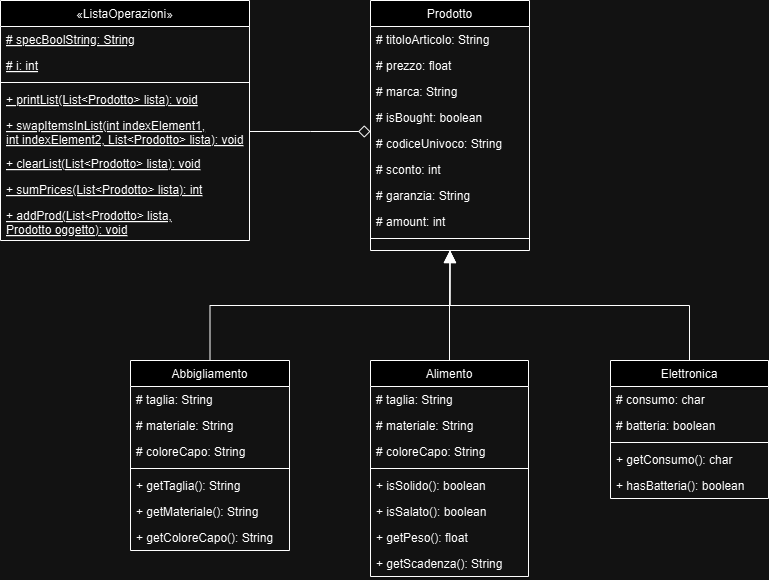 «ListaOperazioni»
# specBoolString: String
# i: int
+ printList(List<Prodotto> lista): void
+ swapItemsInList(int indexElement1,
int indexElement2, List<Prodotto> lista): void
+ clearList(List<Prodotto> lista): void
+ sumPrices(List<Prodotto> lista): int
+ addProd(List<Prodotto> lista,
Prodotto oggetto): void
Prodotto
# titoloArticolo: String
# prezzo: float
# marca: String
# isBought: boolean
# codiceUnivoco: String
# sconto: int
# garanzia: String
# amount: int
Abbigliamento
# taglia: String
# materiale: String
# coloreCapo: String
+ getTaglia(): String
+ getMateriale(): String
+ getColoreCapo(): String
Alimento
# taglia: String
# materiale: String
# coloreCapo: String
+ isSolido(): boolean
+ isSalato(): boolean
+ getPeso(): float
+ getScadenza(): String
Elettronica
# consumo: char
# batteria: boolean
+ getConsumo(): char
+ hasBatteria(): boolean